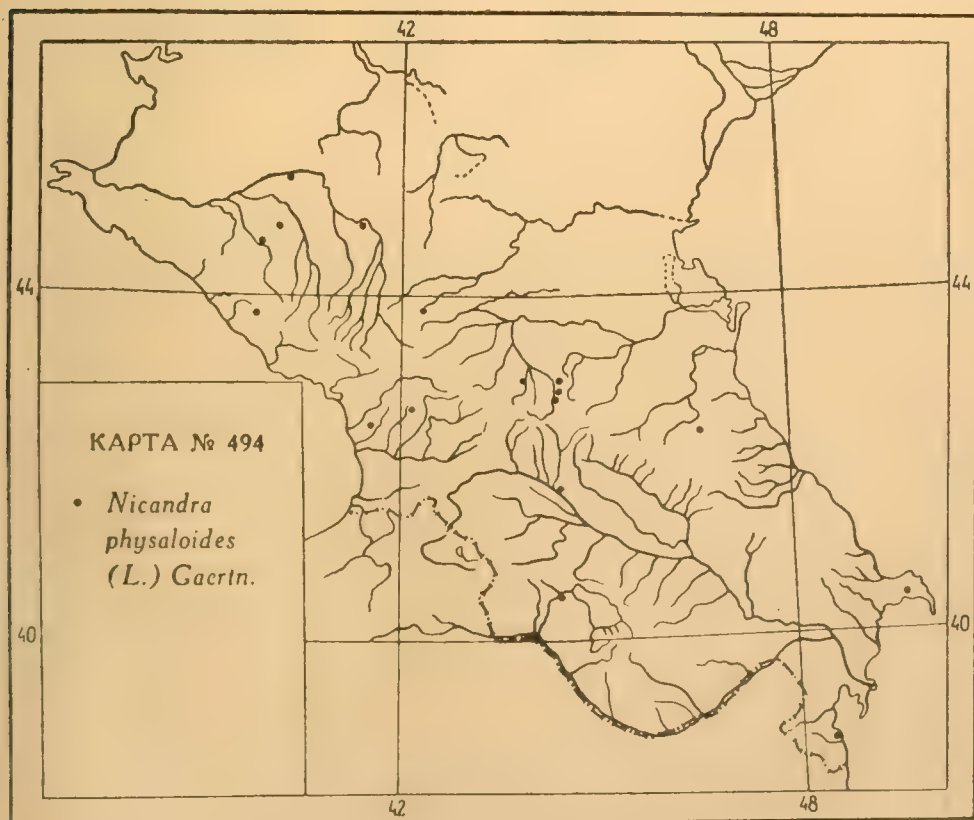 42 48
44 44
КАРТА № 494
• Nicandra
physaloides
(L.) Gaertn.
40 40
42 48